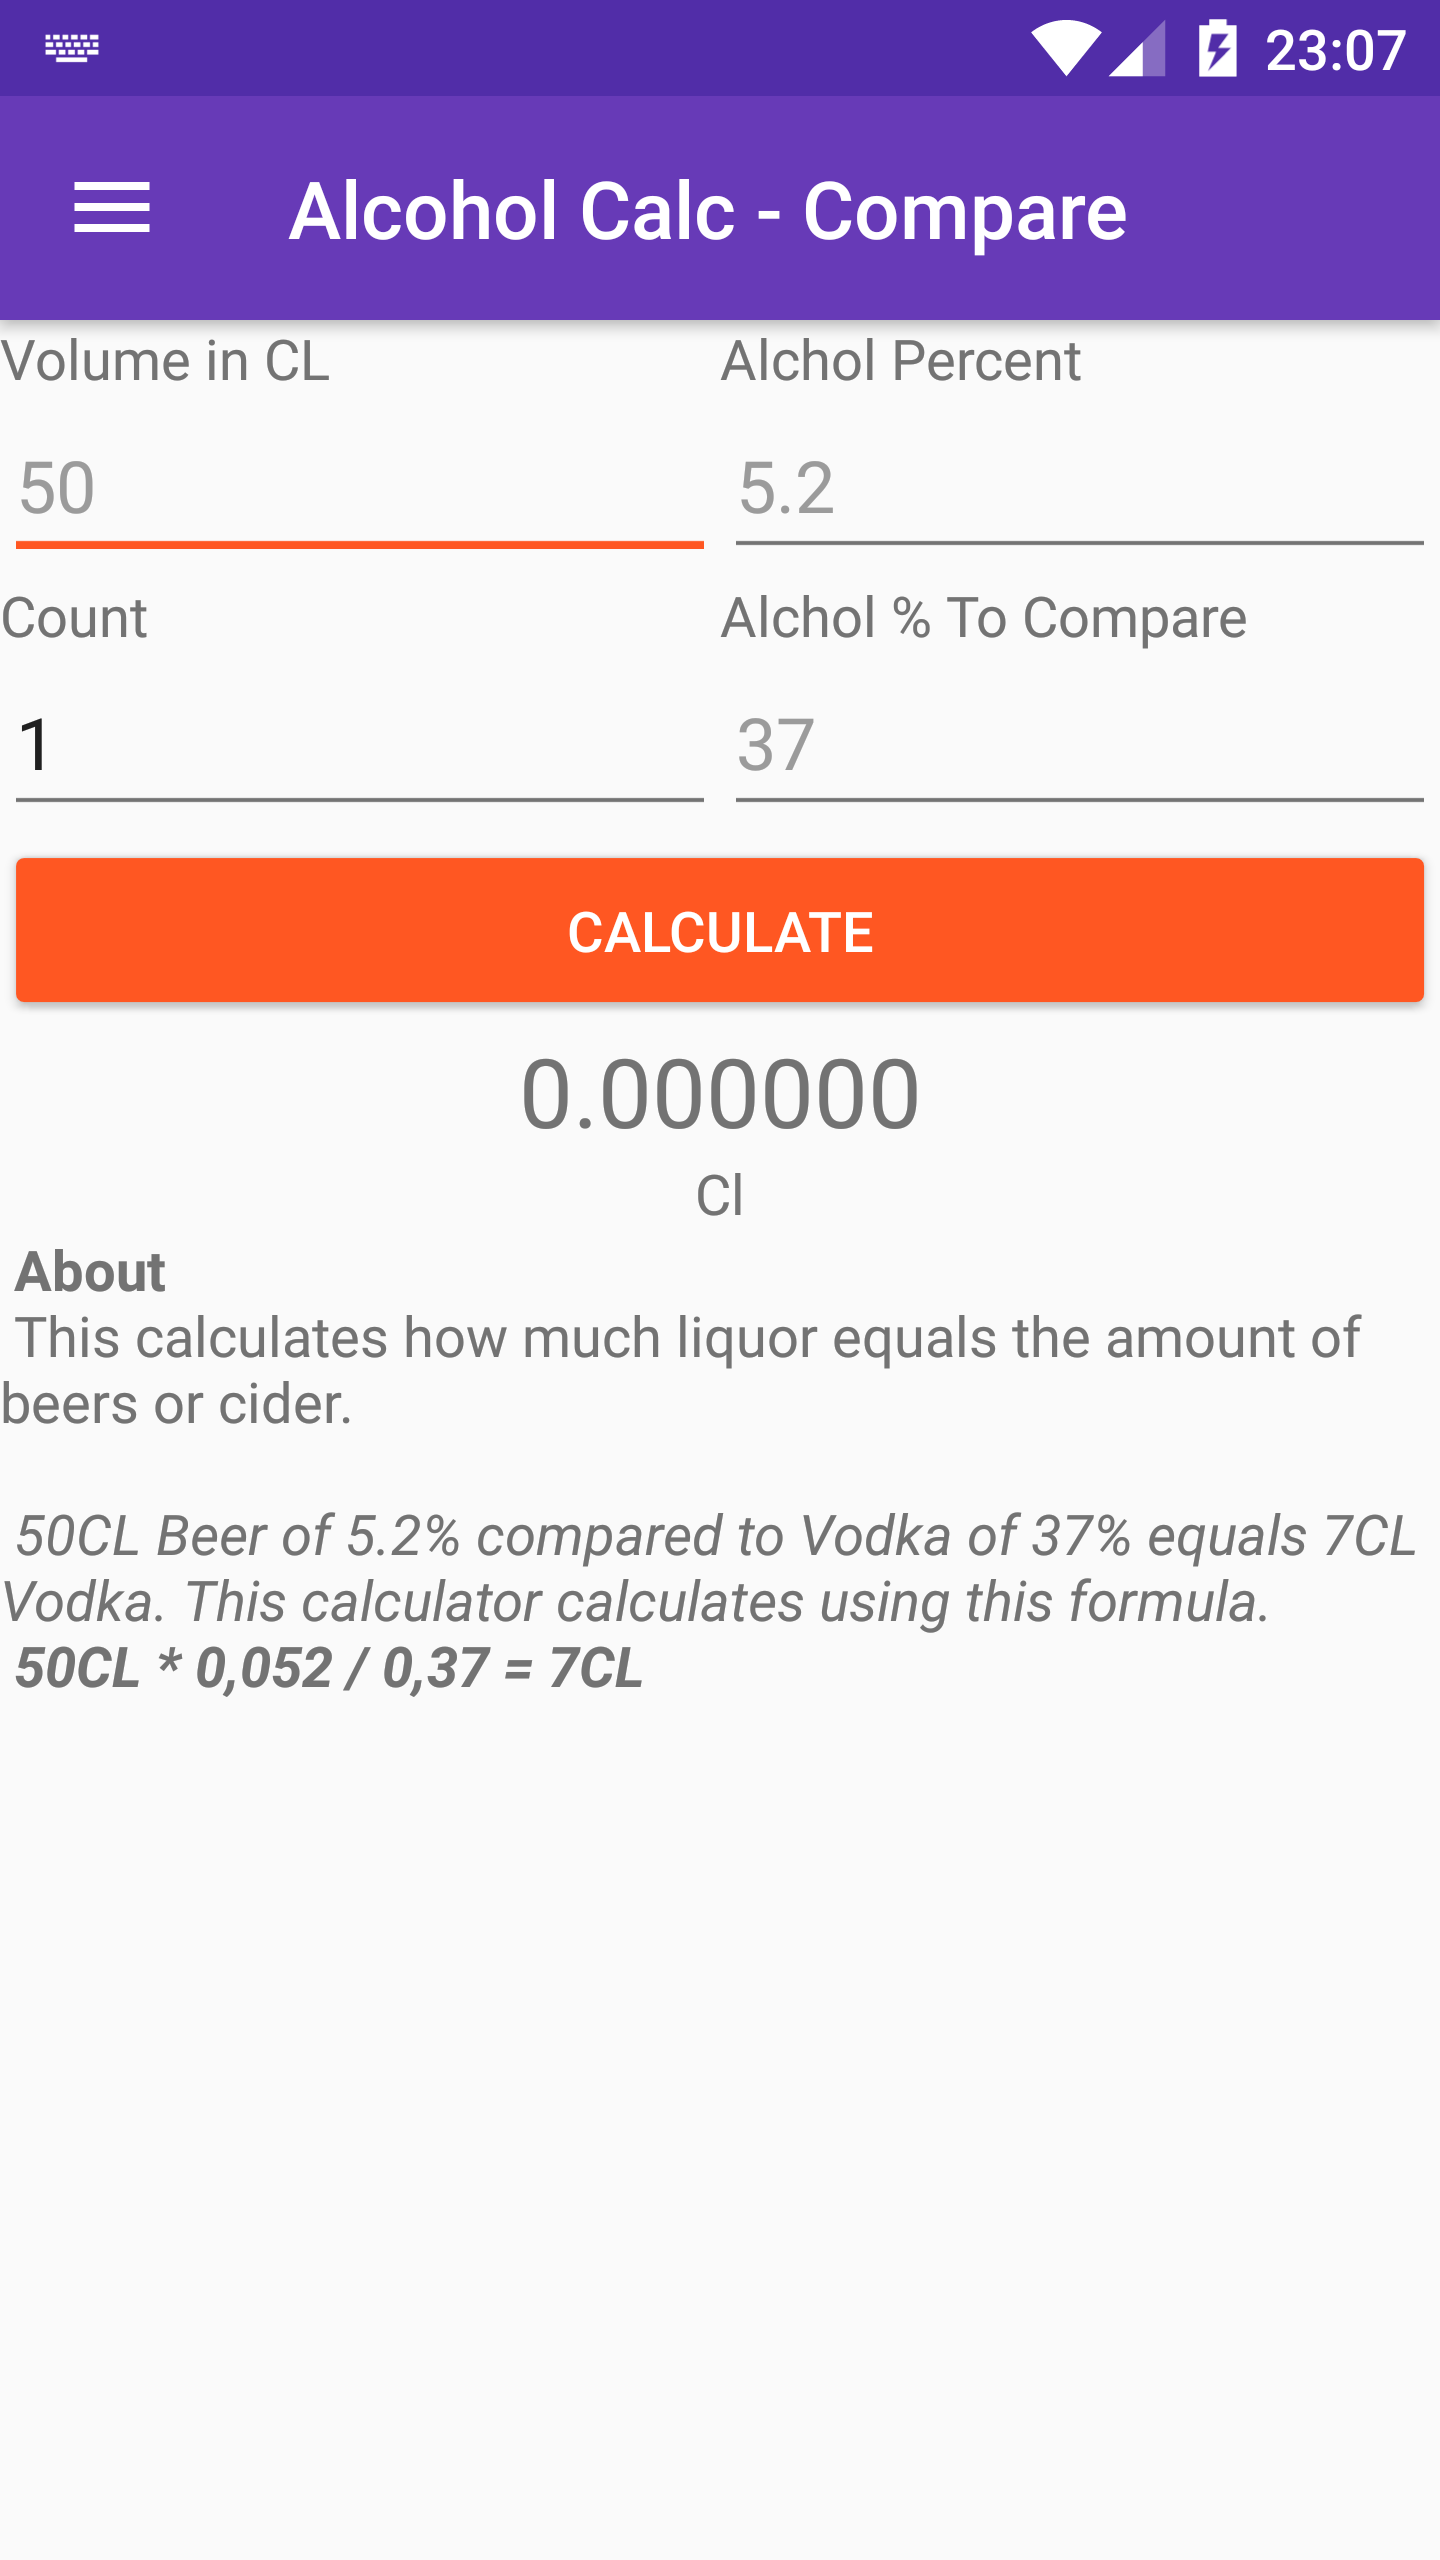 23:07
Alcohol Calc - Compare
Volume in CL
Alchol Percent
50
5.2
Count
Alchol % To Compare
1
37
CALCULATE
0.000000
Cl
About
This calculates how much liquor equals the amount of
beers or cider.
50CL Beer of 5.2% compared to Vodka of 37% equals 7CL
Vodka. This calculator calculates using this formula.
50CL * 0,052 / 0,37 = 7CL